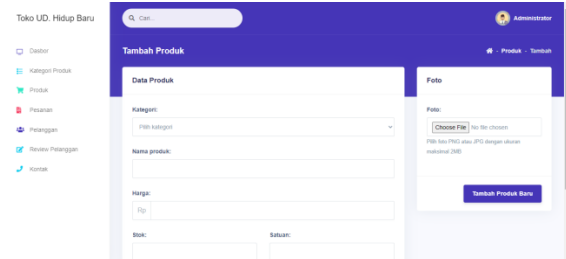 Toko UD. Hidup Baru
Cari...
Administrator
Dasbor
Kategori Produk
Produk
Pesanan
Pelanggan
Review Pelanggan
Kontak
Tambah Produk
- Produk - Tambah
Data Produk
Kategori:
Pilih kategori
Nama produk:
Harga:
Rp
Stok:
Satuan:
Foto
Foto:
Choose File No file chosen
Pilih foto PNG atau JPG dengan ukuran
maksimal 2MB
Tambah Produk Baru